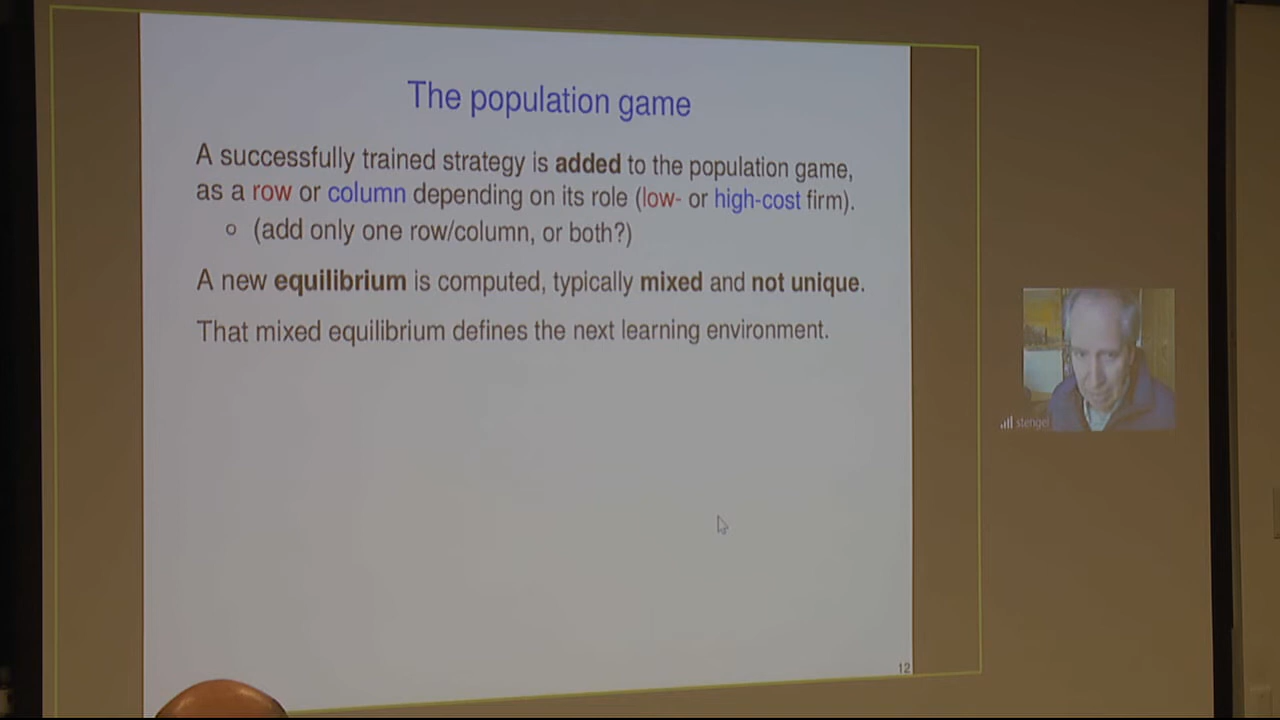 The population game
A successfully trained strategy is added to the population game,
as a row or column depending on its role (low- or high-cost firm).
(add only one row/column, or both?)
A new equilibrium is computed, typically mixed and not unique.
That mixed equilibrium defines the next learning environment.
stengel
12